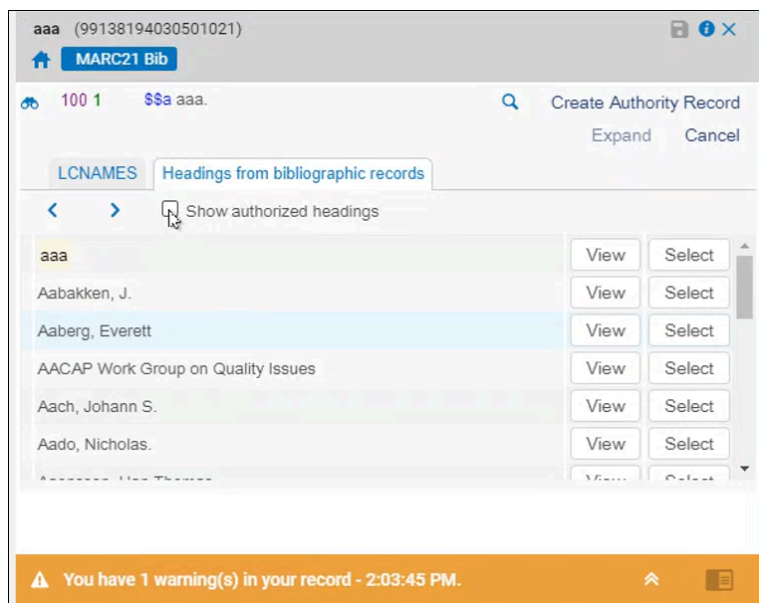 aaa (99138194030501021)
MARC21 Bib
100 1 $$a aaa. Create Authority Record
Expand Cancel
LCNAMES Headings from bibliographic records
Show authorized headings
aaa View Select
Aabakken, J. View Select
Aaberg, Everett View Select
AACAP Work Group on Quality Issues View Select
Aach, Johann S. View Select
Aado, Nicholas. View Select
You have 1 warning(s) in your record - 2:03:45 PM.